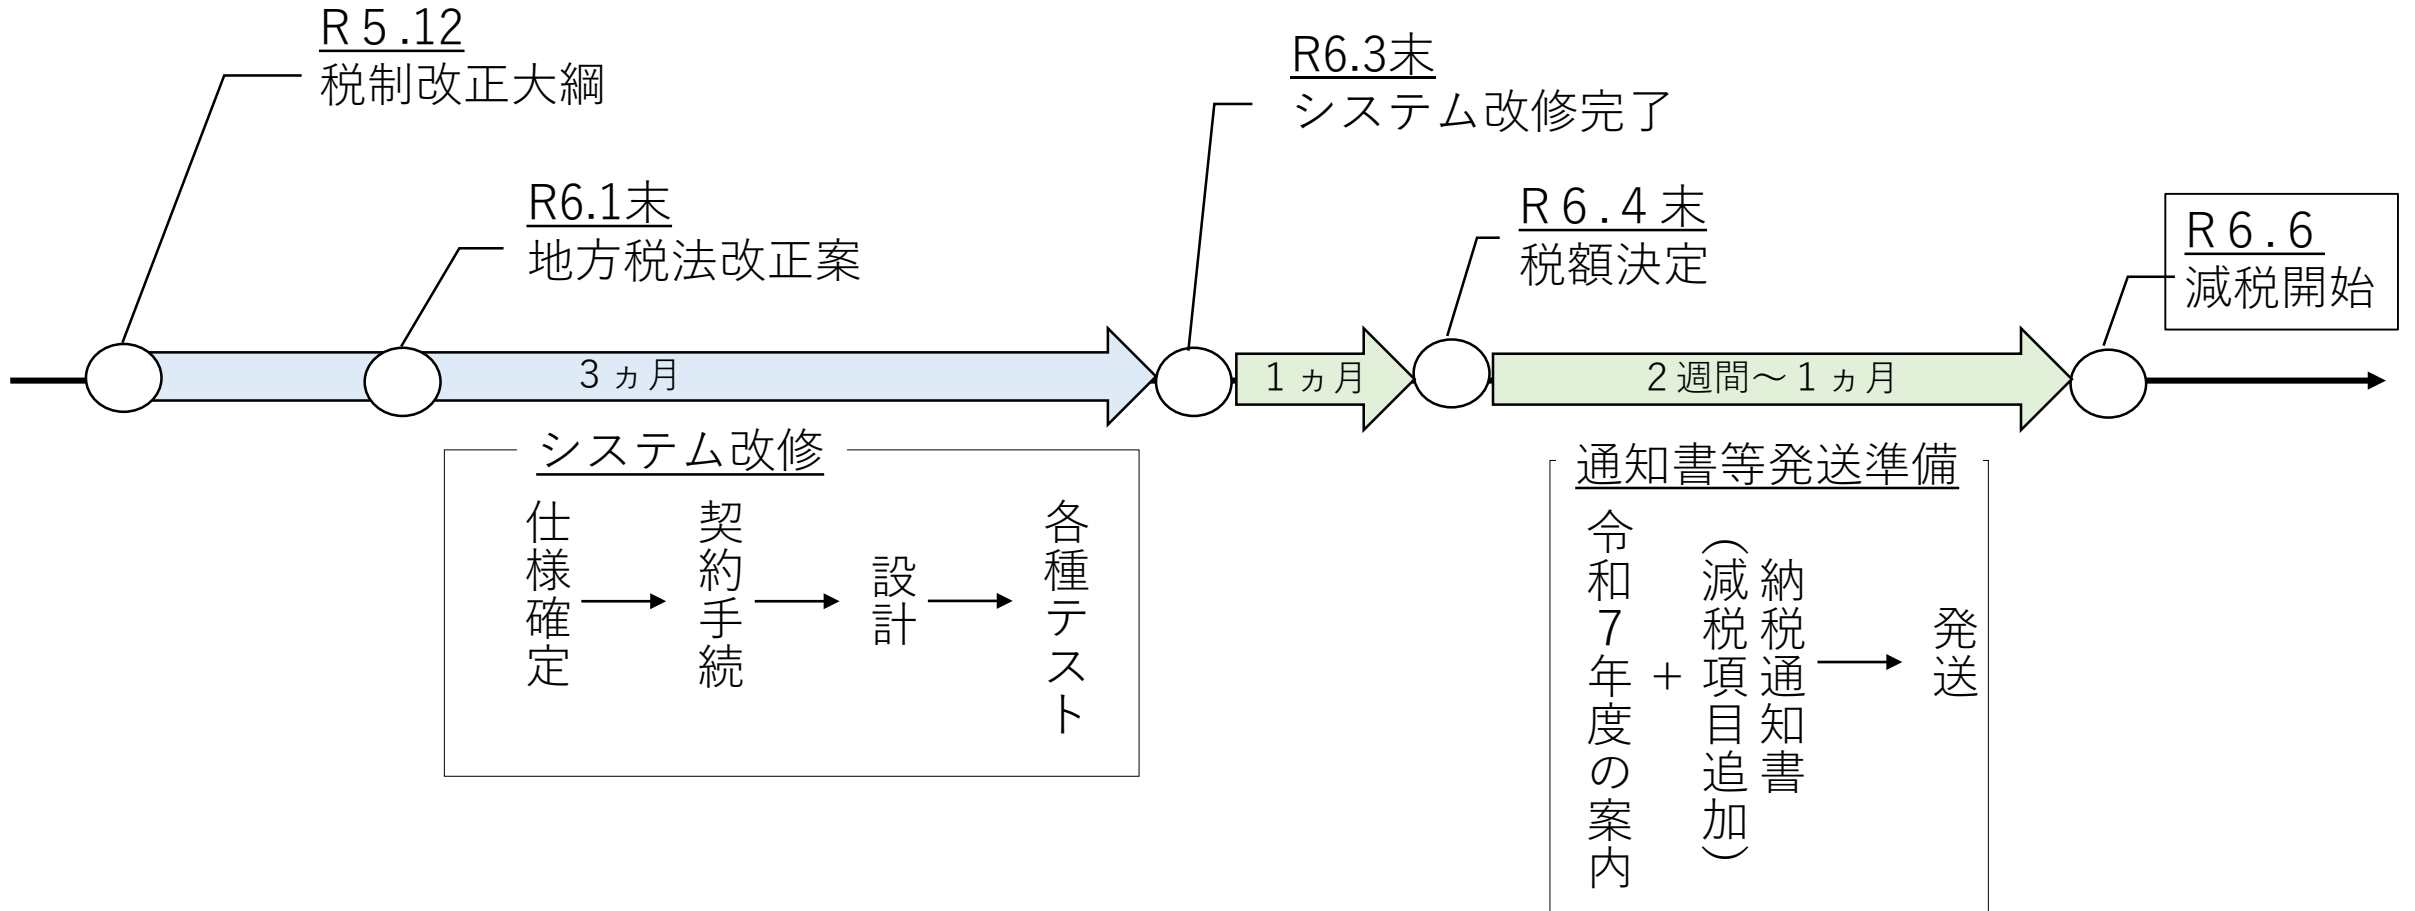 R５.12
税制改正大綱
R6.1末
地方税法改正案
R6.3末
システム改修完了
R６.４末
税額決定
R６.６
減税開始
３ヵ月
１ヵ月
２週間～１ヵ月
システム改修
仕様確定
契約手続
設計
各種テスト
通知書等発送準備
令和７年度の案内
＋
納税通知書
（減税項目追加）
発送